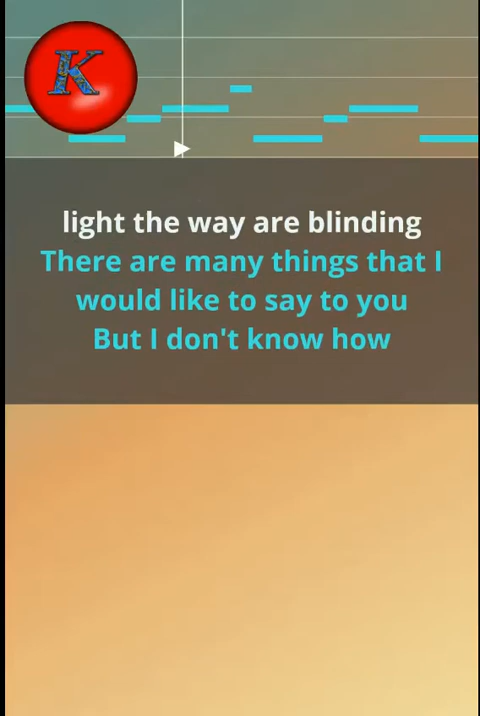 K
light the way are blinding
There are many things that I
would like to say to you
But I don't know how